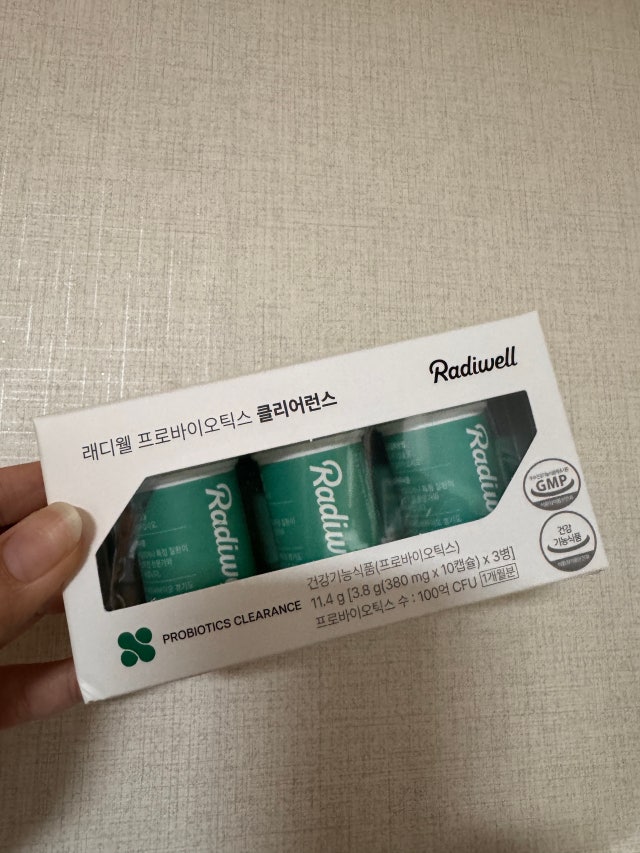 Radiwell
래디웰 프로바이오틱스 클리어런스
Radiw
Radiw
Radiw
GMP
건강
기능식품
건강기능식품(프로바이오틱스)
11.4 g [3.8 g(380 mg x 10캡슐) x 3병]
프로바이오틱스 수 : 100억 CFU 1개월분
PROBIOTICS CLEARANCE